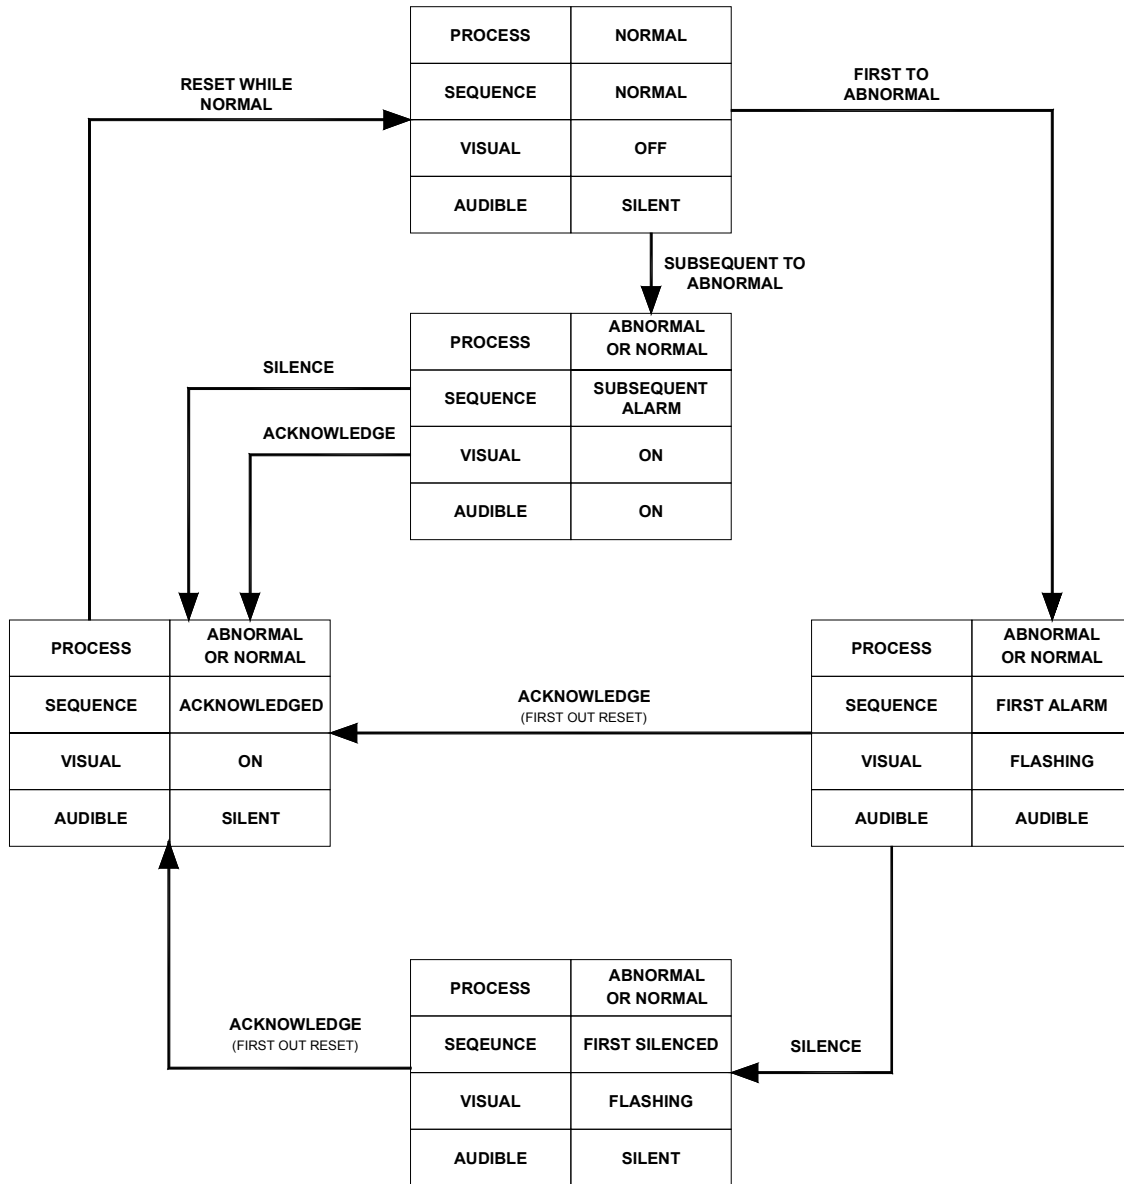 PROCESS NORMAL
SEQUENCE NORMAL
VISUAL OFF
AUDIBLE SILENT
RESET WHILE
NORMAL
FIRST TO
ABNORMAL
SUBSEQUENT TO
ABNORMAL
PROCESS
ABNORMAL
OR NORMAL
SEQUENCE
SUBSEQUENT
ALARM
VISUAL ON
AUDIBLE ON
SILENCE
ACKNOWLEDGE
PROCESS
ABNORMAL
OR NORMAL
SEQUENCE ACKNOWLEDGED
VISUAL ON
AUDIBLE SILENT
ACKNOWLEDGE
(FIRST OUT RESET)
PROCESS
ABNORMAL
OR NORMAL
SEQUENCE FIRST ALARM
VISUAL FLASHING
AUDIBLE AUDIBLE
ACKNOWLEDGE
(FIRST OUT RESET)
PROCESS
ABNORMAL
OR NORMAL
SEQEUNCE FIRST SILENCED
VISUAL FLASHING
AUDIBLE SILENT
SILENCE